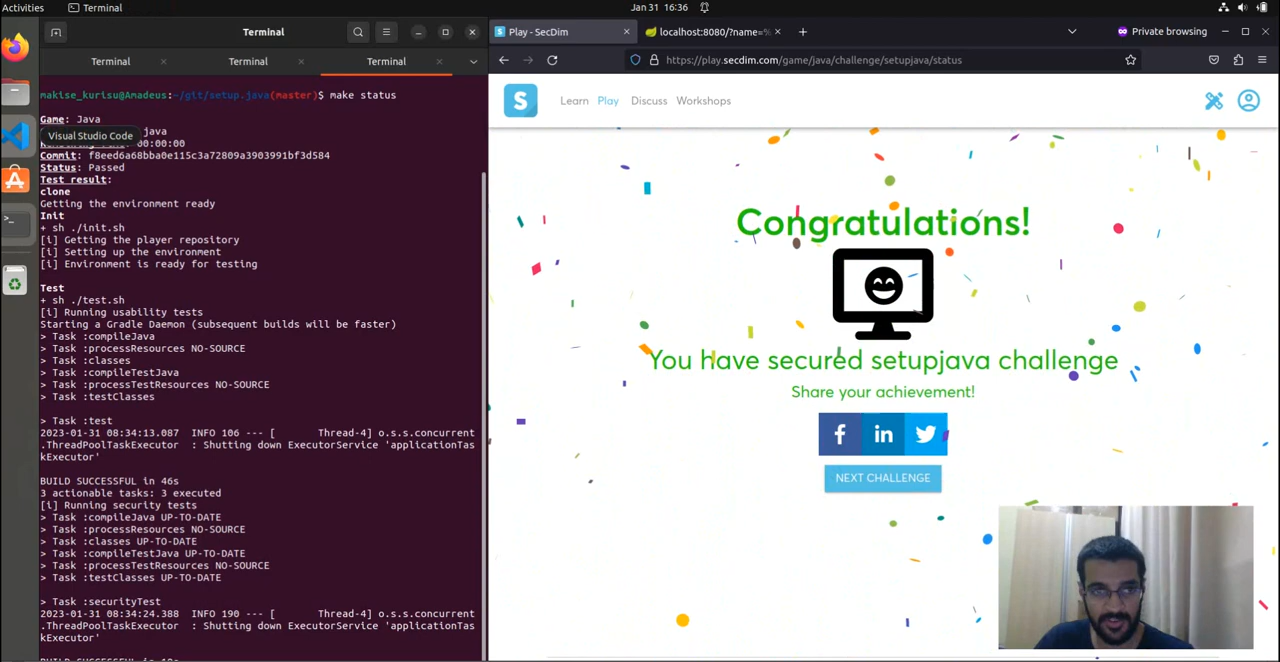 Activities
Terminal
Jan 31 16:36
Terminal
Terminal
Terminal
Terminal
makise_kurisu@Amadeus:~/git/setup.java(master)$ make status
Game: Java
Visual Studio Code
java
00:00:00
Commit: f8eed6a68bba0e115c3a72809a3903991bf3d584
Status: Passed
Test result:
clone
Getting the environment ready
Init
+ sh ./init.sh
[i] Getting the player repository
[i] Setting up the environment
[i] Environment is ready for testing
Test
+ sh ./test.sh
[i] Running usability tests
Starting a Gradle Daemon (subsequent builds will be faster)
> Task :compileJava
> Task :processResources NO-SOURCE
> Task :classes
> Task :compileTestJava
> Task :processTestResources NO-SOURCE
> Task :testClasses
> Task :test
2023-01-31 08:34:13.087  INFO 106 --- [       Thread-4] o.s.s.concurrent
.ThreadPoolTaskExecutor  : Shutting down ExecutorService 'applicationTas
kExecutor'
BUILD SUCCESSFUL in 46s
3 actionable tasks: 3 executed
[i] Running security tests
> Task :compileJava UP-TO-DATE
> Task :processResources NO-SOURCE
> Task :classes UP-TO-DATE
> Task :compileTestJava UP-TO-DATE
> Task :processTestResources NO-SOURCE
> Task :testClasses UP-TO-DATE
> Task :securityTest
2023-01-31 08:34:24.388  INFO 190 --- [       Thread-4] o.s.s.concurrent
.ThreadPoolTaskExecutor  : Shutting down ExecutorService 'applicationTas
kExecutor'
BUILD SUCCESSFUL in
Play - SecDim
localhost:8080/?name=%
Private browsing
https://play.secdim.com/game/java/challenge/setupjava/status
S
Learn
Play
Discuss
Workshops
Congratulations!
You have secured setupjava challenge
Share your achievement!
f in
NEXT CHALLENGE